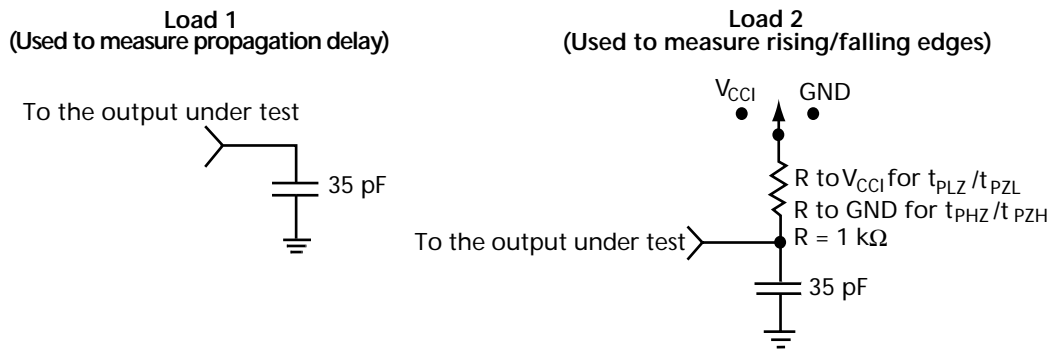 Load 1
(Used to measure propagation delay)
To the output under test
35 pF
Load 2
(Used to measure rising/falling edges)
VCCI
GND
R to VCCI for tPLZ /tPZL
R to GND for tPHZ /tPZH
R = 1 kΩ
To the output under test
35 pF